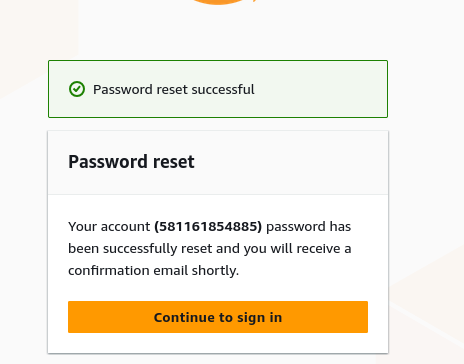 Password reset successful
Password reset
Your account (581161854885) password has
been successfully reset and you will receive a
confirmation email shortly.
Continue to sign in